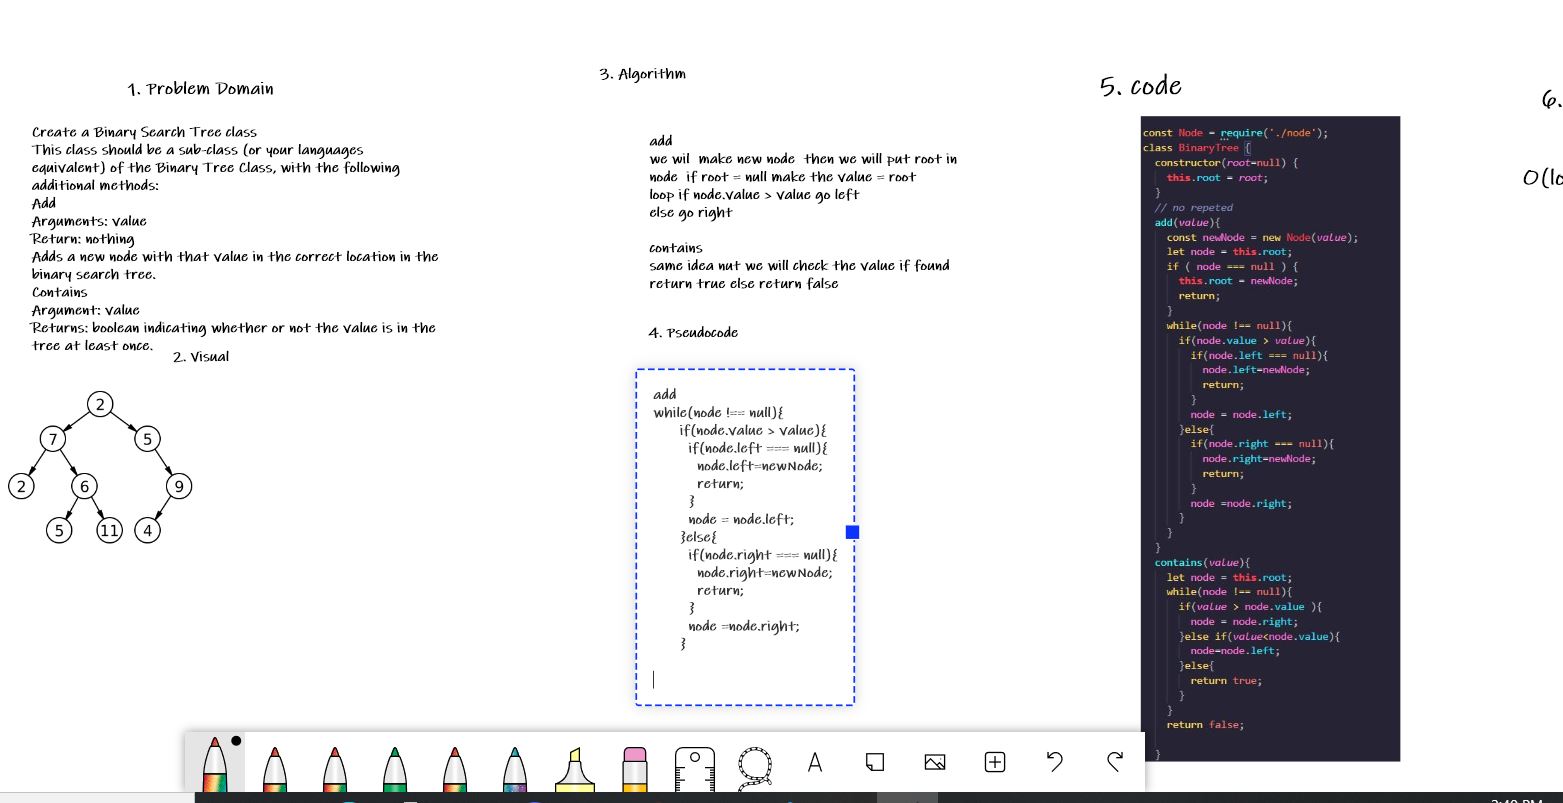 1. Problem Domain
Create a Binary Search Tree class
This class should be a sub-class (or your languages
equivalent) of the Binary Tree Class, with the following
additional methods:
Add
Arguments: value
Return: nothing
Adds a new node with that value in the correct location in the
binary search tree.
Contains
Argument: value
Returns: boolean indicating whether or not the value is in the
tree at least once.
2. Visual
2
7
5
2
6
9
5
11
4
3. Algorithm
add
we wil make new node then we will put root in
node if root = null make the value = root
loop if node.value > value go left
else go right
contains
same idea nut we will check the value if found
return true else return false
4. Pseudocode
add
while(node !== null){
if(node.value > value){
if(node.left === null){
node.left=newNode;
return;
}
node = node.left;
}else{
if(node.right === null){
node.right=newNode;
return;
}
node =node.right;
}
5. code
const Node = require('./node');
class BinaryTree {
constructor(root=null) {
this.root = root;
}
// no repeted
add(value){
const newNode = new Node(value);
let node = this.root;
if ( node === null ) {
this.root = newNode;
return;
}
while(node !== null){
if(node.value > value){
if(node.left === null){
node.left=newNode;
return;
}
node = node.left;
}else{
if(node.right === null){
node.right=newNode;
return;
}
node =node.right;
}
}
}
contains(value){
let node = this.root;
while(node !== null){
if(value > node.value ){
node = node.right;
}else if(value<node.value){
node=node.left;
}else{
return true;
}
}
return false;
}
6.
A